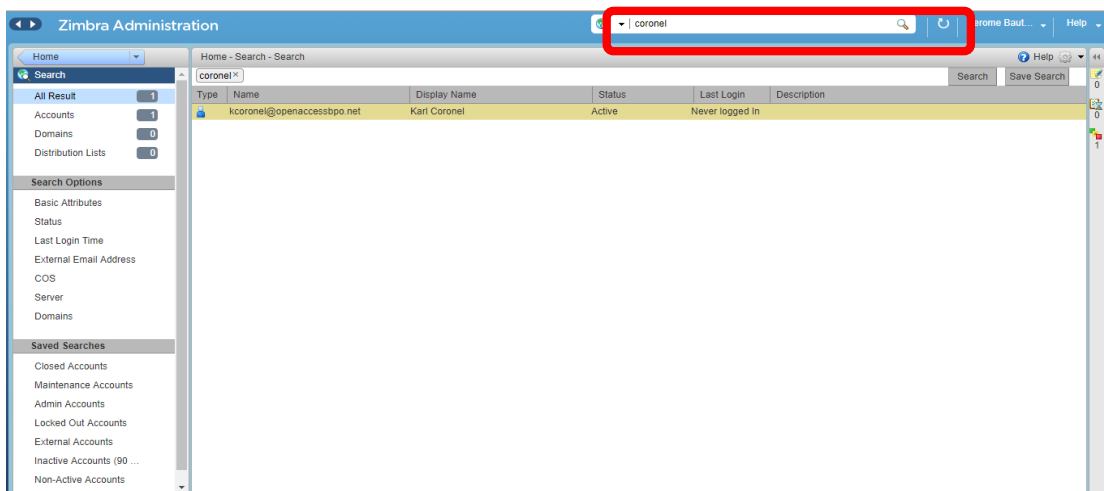 Zimbra Administration
coronel
erome Baut...
Help
Home
Home - Search - Search
Help
Search
coronel ×
Search
Save Search
0
All Result 1
Type Name Display Name Status Last Login Description
Accounts 1
kcoronel@openaccessbpo.net Karl Coronel Active Never logged In
0
Domains 0
1
Distribution Lists 0
Search Options
Basic Attributes
Status
Last Login Time
External Email Address
COS
Server
Domains
Saved Searches
Closed Accounts
Maintenance Accounts
Admin Accounts
Locked Out Accounts
External Accounts
Inactive Accounts (90 ...
Non-Active Accounts